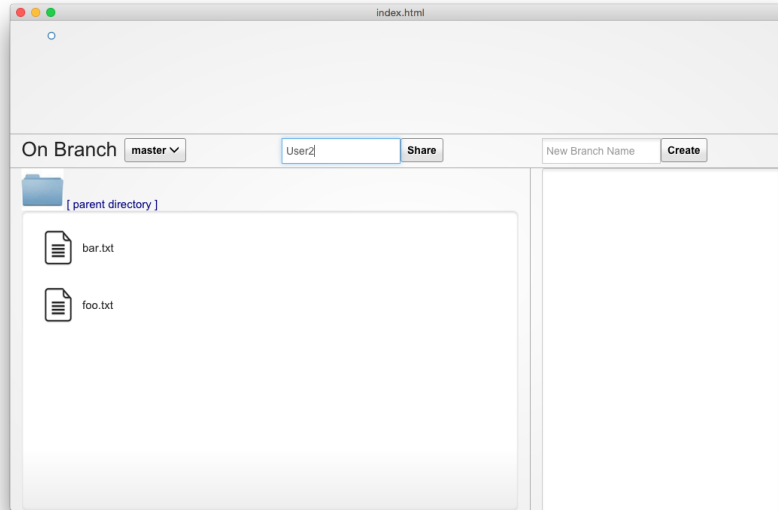 index.html
On Branch master User2 Share New Branch Name Create
[ parent directory ]
bar.txt
foo.txt